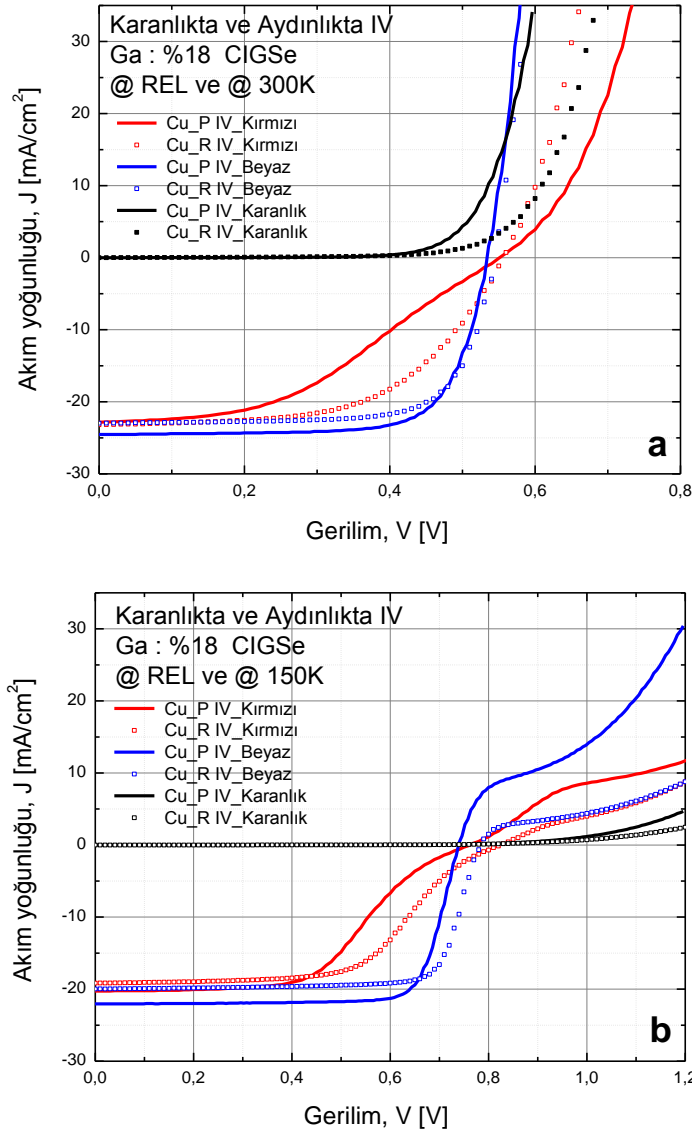 Karanlıkta ve Aydınlıkta IV
Ga : %18 CIGSe
@ REL ve @ 300K
Cu_P IV_Kırmızı
Cu_R IV_Kırmızı
Cu_P IV_Beyaz
Cu_R IV_Beyaz
Cu_P IV_Karanlık
Cu_R IV_Karanlık
30
20
10
0
-10
-20
-30
Akım yoğunluğu, J [mA/cm²]
a
0,0 0,2 0,4 0,6 0,8
Gerilim, V [V]
Karanlıkta ve Aydınlıkta IV
Ga : %18 CIGSe
@ REL ve @ 150K
Cu_P IV_Kırmızı
Cu_R IV_Kırmızı
Cu_P IV_Beyaz
Cu_R IV_Beyaz
Cu_P IV_Karanlık
Cu_R IV_Karanlık
30
20
10
0
-10
-20
-30
Akım yoğunluğu, J [mA/cm²]
b
0,0 0,2 0,4 0,6 0,8 1,0 1,2
Gerilim, V [V]